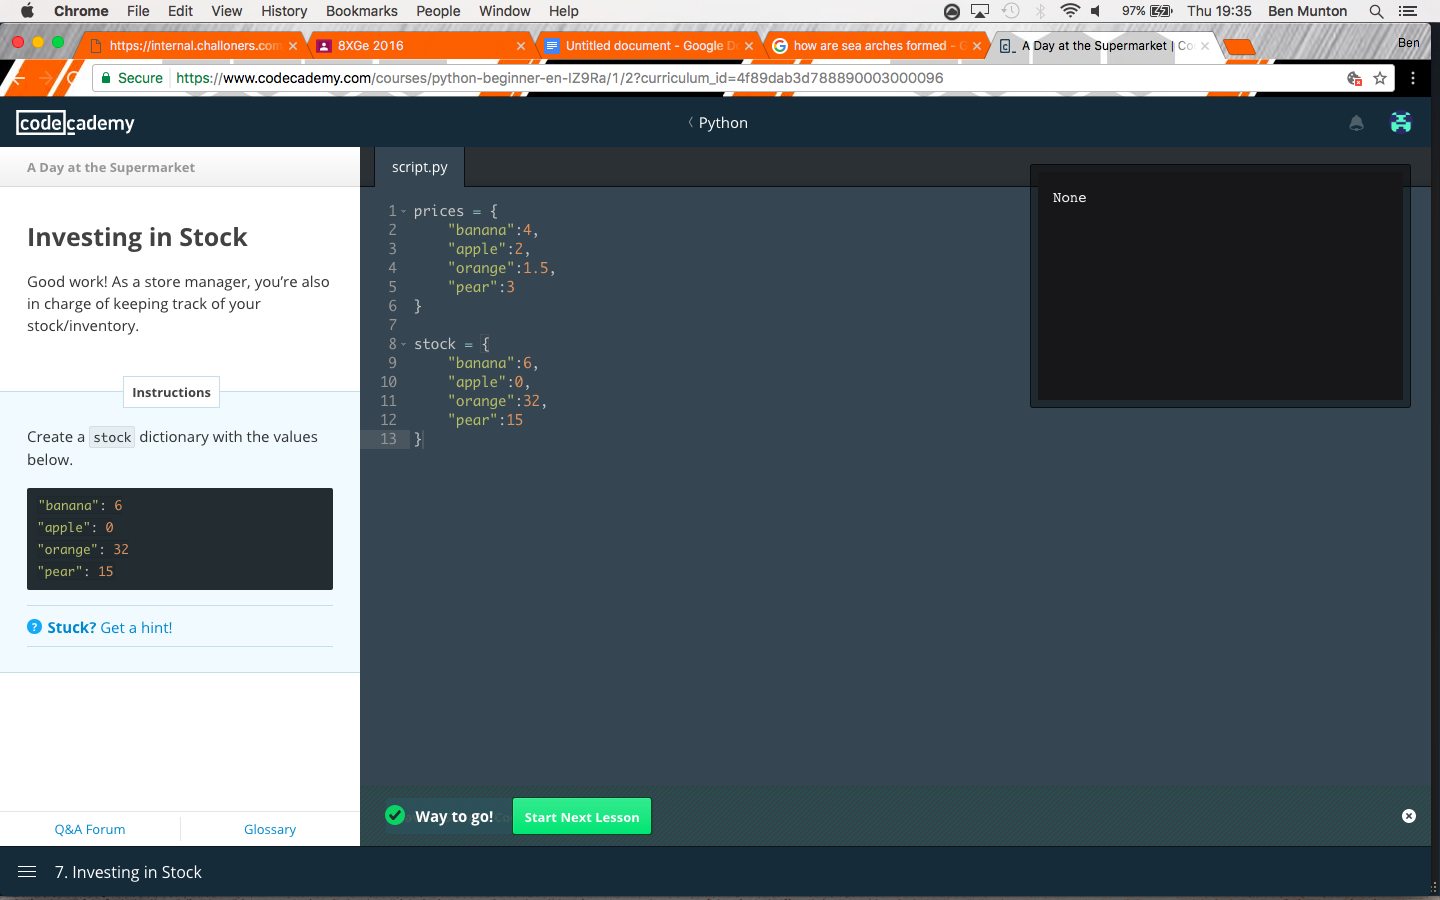 Chrome File Edit View History Bookmarks People Window Help 97% Thu 19:35 Ben Munton
https://internal.challoners.com 8XGe 2016 Untitled document - Google D how are sea arches formed - G A Day at the Supermarket | Co Ben
Secure https://www.codecademy.com/courses/python-beginner-en-IZ9Ra/1/2?curriculum_id=4f89dab3d788890003000096
codecademy
Python
A Day at the Supermarket
script.py
Investing in Stock
Good work! As a store manager, you’re also
in charge of keeping track of your
stock/inventory.
Instructions
Create a stock dictionary with the values
below.
"banana": 6
"apple": 0
"orange": 32
"pear": 15
? Stuck? Get a hint!
Q&A Forum
Glossary
1 prices = {
2 "banana":4,
3 "apple":2,
4 "orange":1.5,
5 "pear":3
6 }
7
8 stock = {
9 "banana":6,
10 "apple":0,
11 "orange":32,
12 "pear":15
13 }
None
Way to go!
Start Next Lesson
7. Investing in Stock